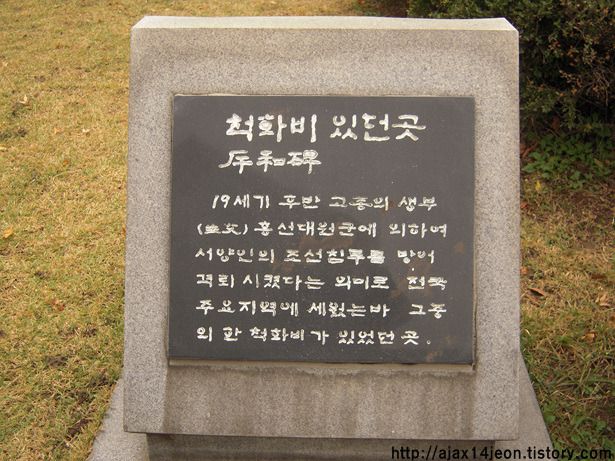 척화비 있던곳
斥和碑
19세기 후반 고종의 생부
(生父) 흥선대원군에 의하여
서양인의 조선침투를 막어
격퇴 시켰다는 의미로 전국
주요지역에 세웠는바 그중
의 한 척화비가 있었던 곳.
http://ajax14jeon.tistory.com